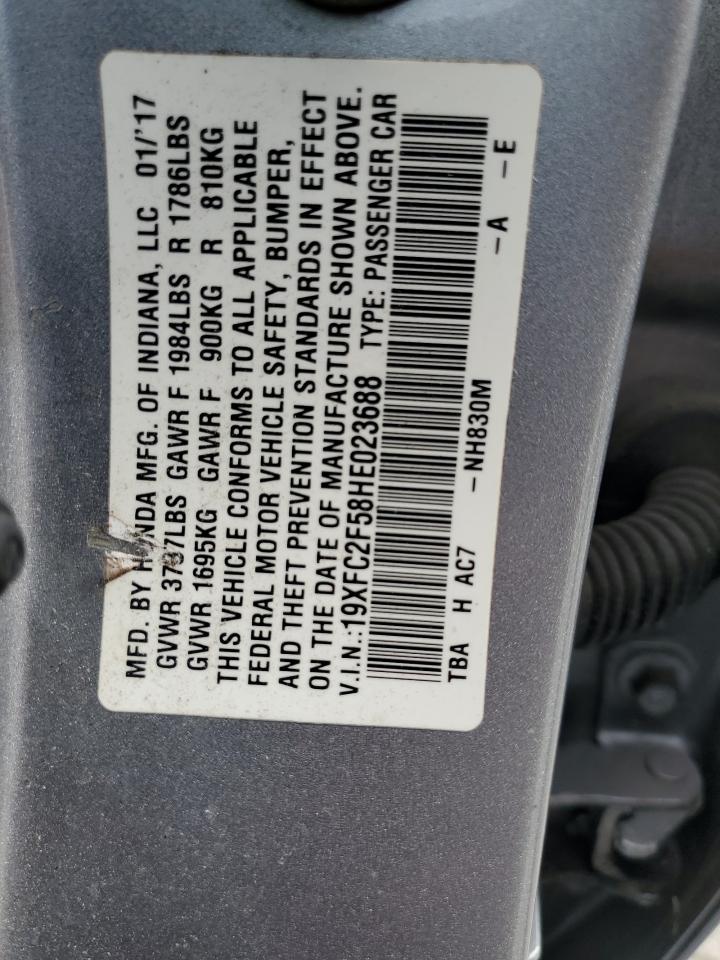 MFD. BY HONDA MFG. OF INDIANA, LLC 01/'17
GVWR LBS GAWR F 1984LBS R 1786LBS
GVWR 1695KG GAWR F 900KG R 810KG
THIS VEHICLE CONFORMS TO ALL APPLICABLE
FEDERAL MOTOR VEHICLE SAFETY, BUMPER,
AND THEFT PREVENTION STANDARDS IN EFFECT
ON THE DATE OF MANUFACTURE SHOWN ABOVE.
V.I.N.:19XFC2F58HE023688 TYPE: PASSENGER CAR
TBA H AC7 -NH830M -A -E